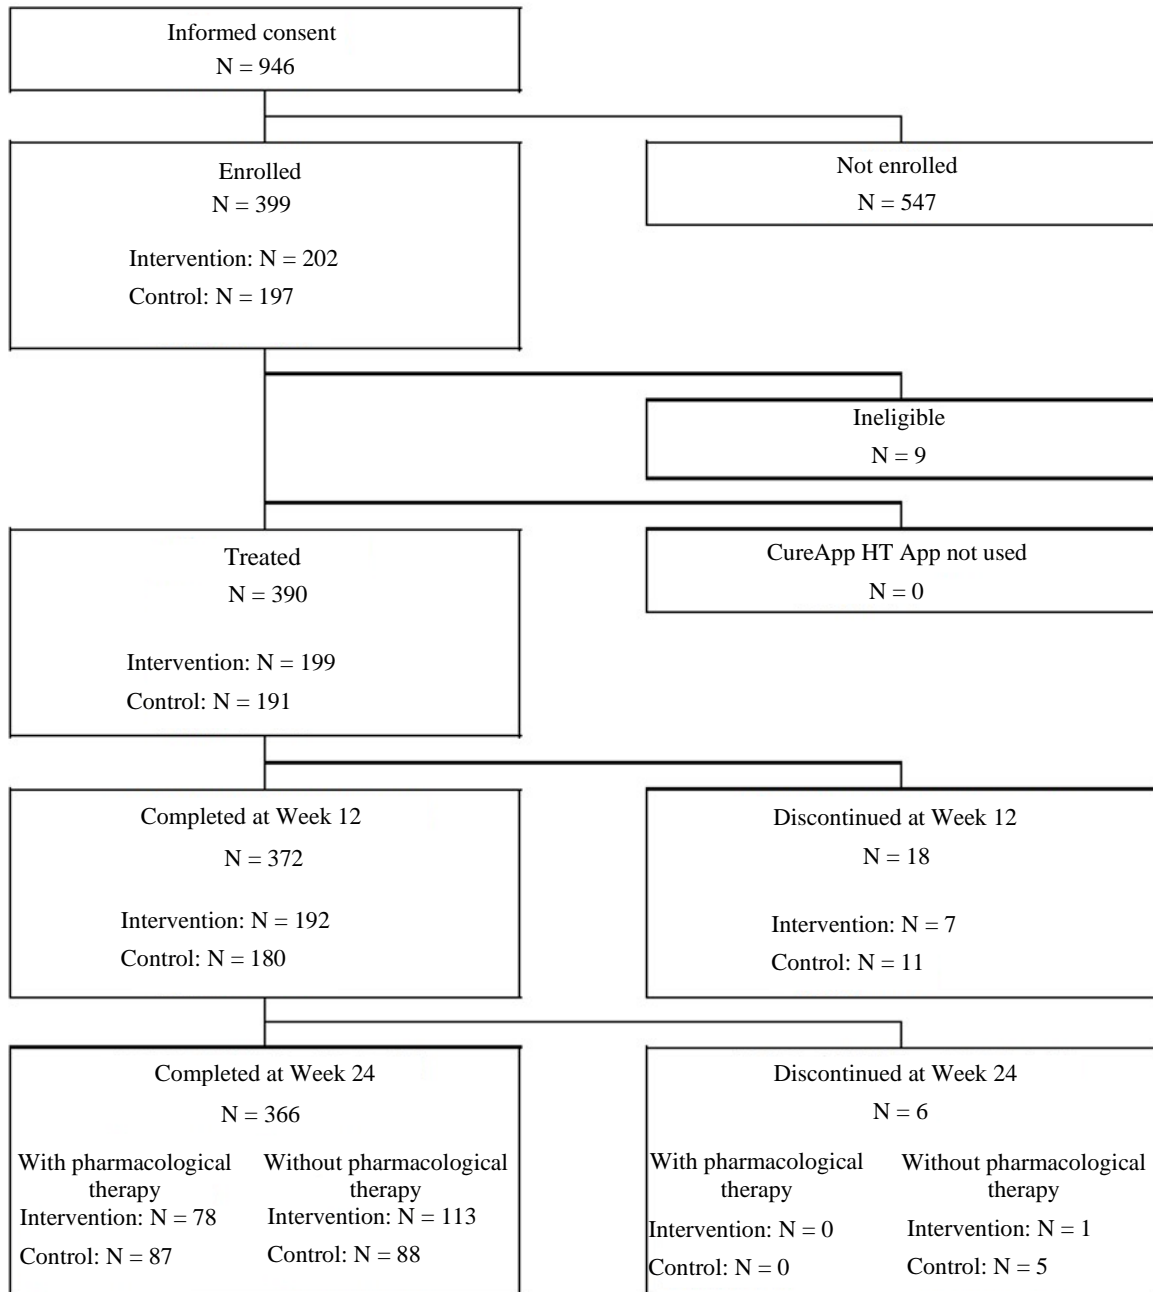 Informed consent
N = 946
Enrolled
N = 399
Intervention: N = 202
Control: N = 197
Not enrolled
N = 547
Ineligible
N = 9
Treated
N = 390
Intervention: N = 199
Control: N = 191
CureApp HT App not used
N = 0
Completed at Week 12
N = 372
Intervention: N = 192
Control: N = 180
Discontinued at Week 12
N = 18
Intervention: N = 7
Control: N = 11
Completed at Week 24
N = 366
With pharmacological
therapy
Intervention: N = 78
Control: N = 87
Without pharmacological
therapy
Intervention: N = 113
Control: N = 88
Discontinued at Week 24
N = 6
With pharmacological
therapy
Intervention: N = 0
Control: N = 0
Without pharmacological
therapy
Intervention: N = 1
Control: N = 5